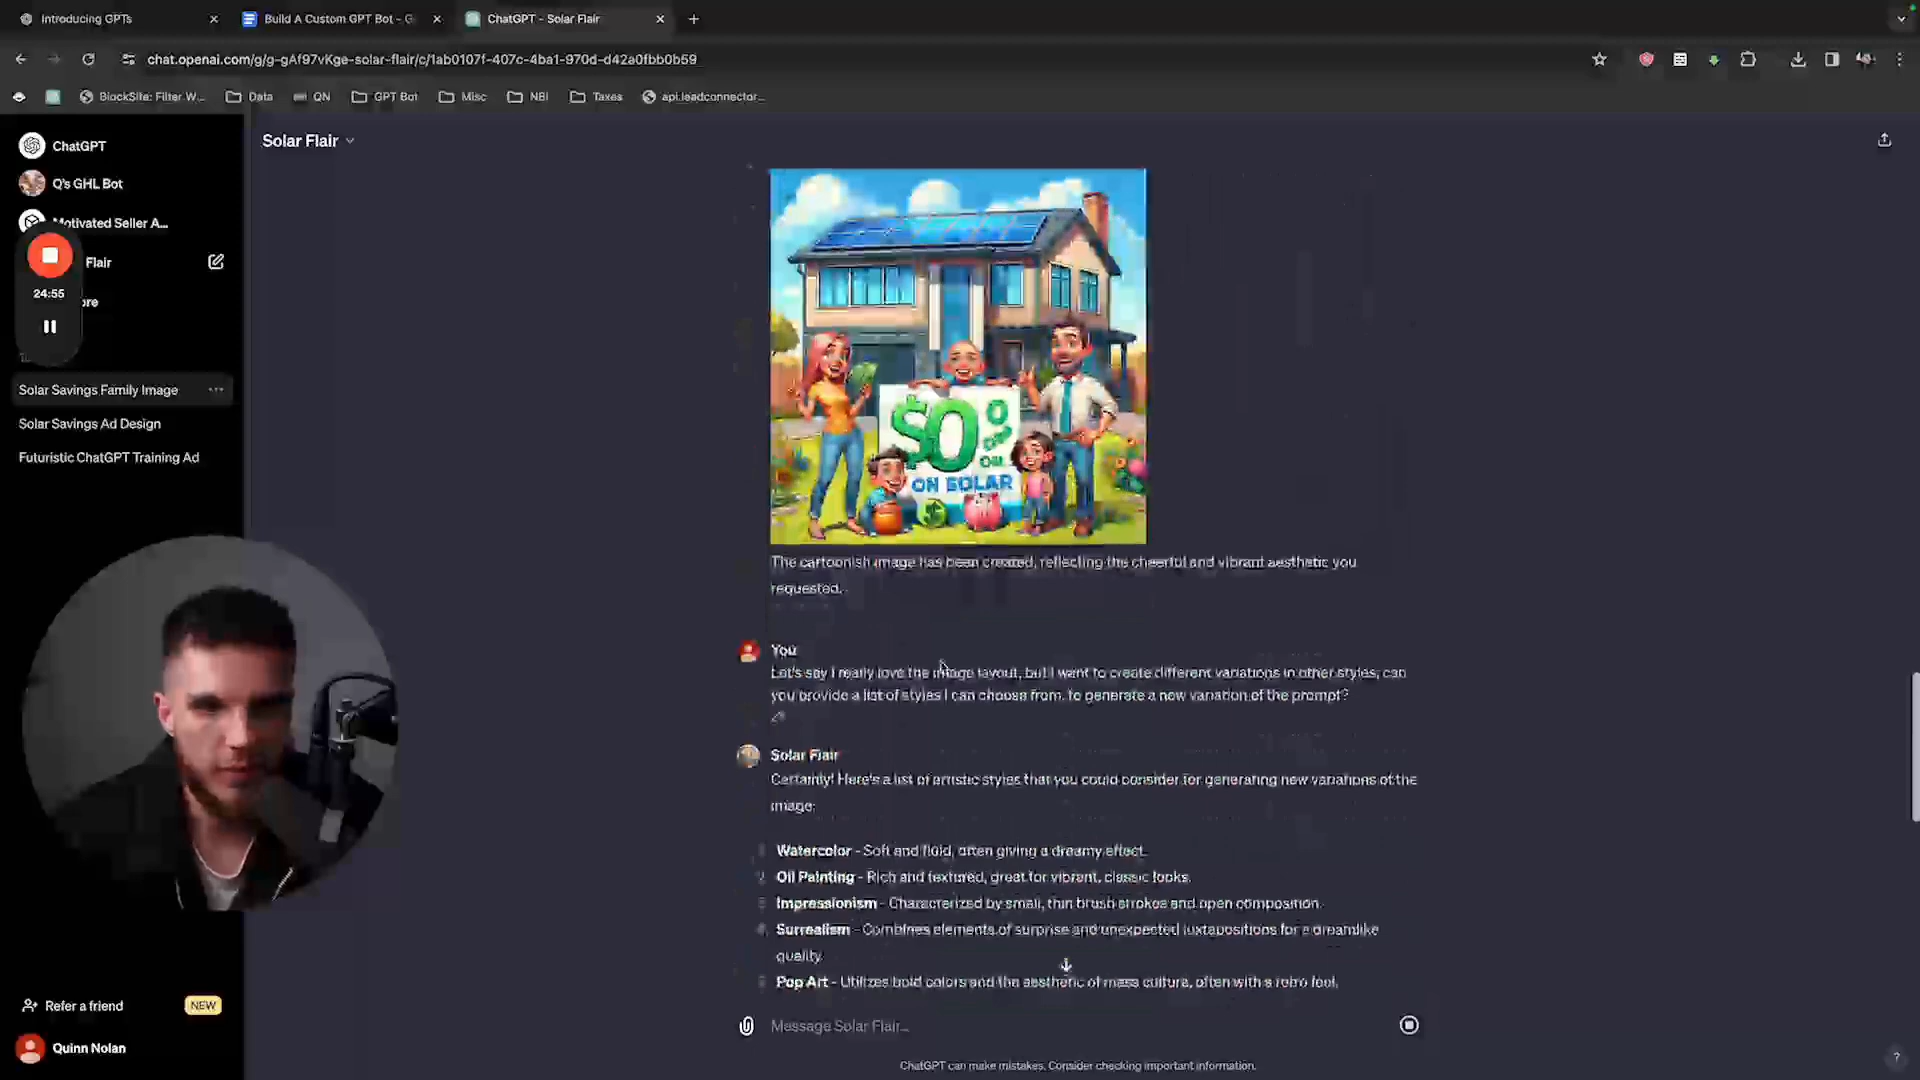 Introducing GPTs
Build A Custom GPT Bot - G
ChatGPT - Solar Flair
chat.openai.com/g/g-gAf97vKge-solar-flair/c/1ab0107f-407c-4ba1-970d-d42a0fbb0b59
BlockSite: Filter W...
Data
QN
GPT Bot
Misc
NBI
Taxes
api.leadconnector...
ChatGPT
Q's GHL Bot
Motivated Seller A...
Flair
24:55
ore
Solar Savings Family Image
Solar Savings Ad Design
Futuristic ChatGPT Training Ad
Refer a friend
NEW
Quinn Nolan
Solar Flair
$0
ON SOLAR
The cartoonish image has been created, reflecting the cheerful and vibrant aesthetic you
requested.
You
Let's say I really love the image layout, but I want to create different variations in other styles, can
you provide a list of styles I can choose from, to generate a new variation of the prompt?
Solar Flair
Certainly! Here's a list of artistic styles that you could consider for generating new variations of the
image:
Watercolor - Soft and fluid, often giving a dreamy effect.
Oil Painting - Rich and textured, great for vibrant, classic looks.
Impressionism - Characterized by small, thin brush strokes and open composition.
Surrealism - Combines elements of surprise and unexpected juxtapositions for a dreamlike
quality.
Pop Art - Utilizes bold colors and the aesthetic of mass culture, often with a retro feel.
Message Solar Flair...
ChatGPT can make mistakes. Consider checking important information.
?